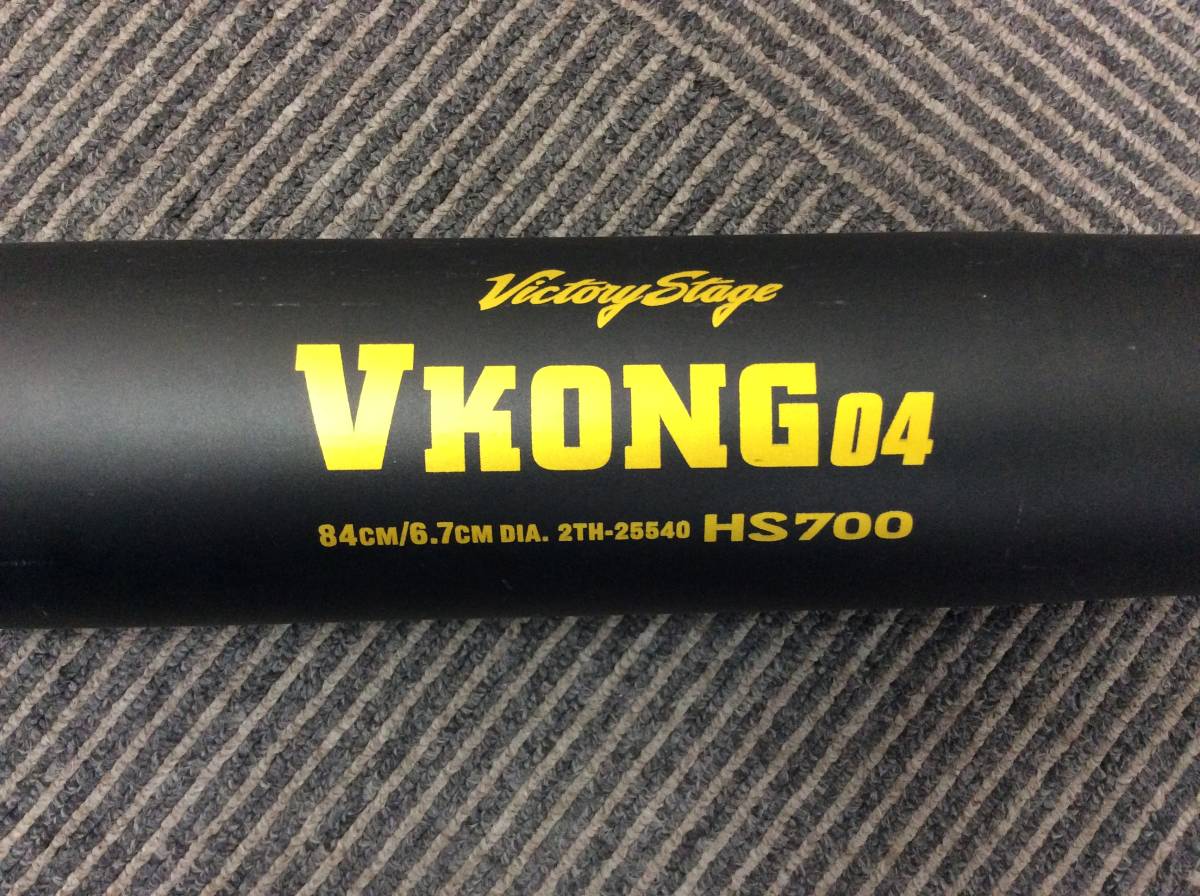 Victory Stage
VKONG04
84CM/6.7CM DIA. 2TH-25540 HS700